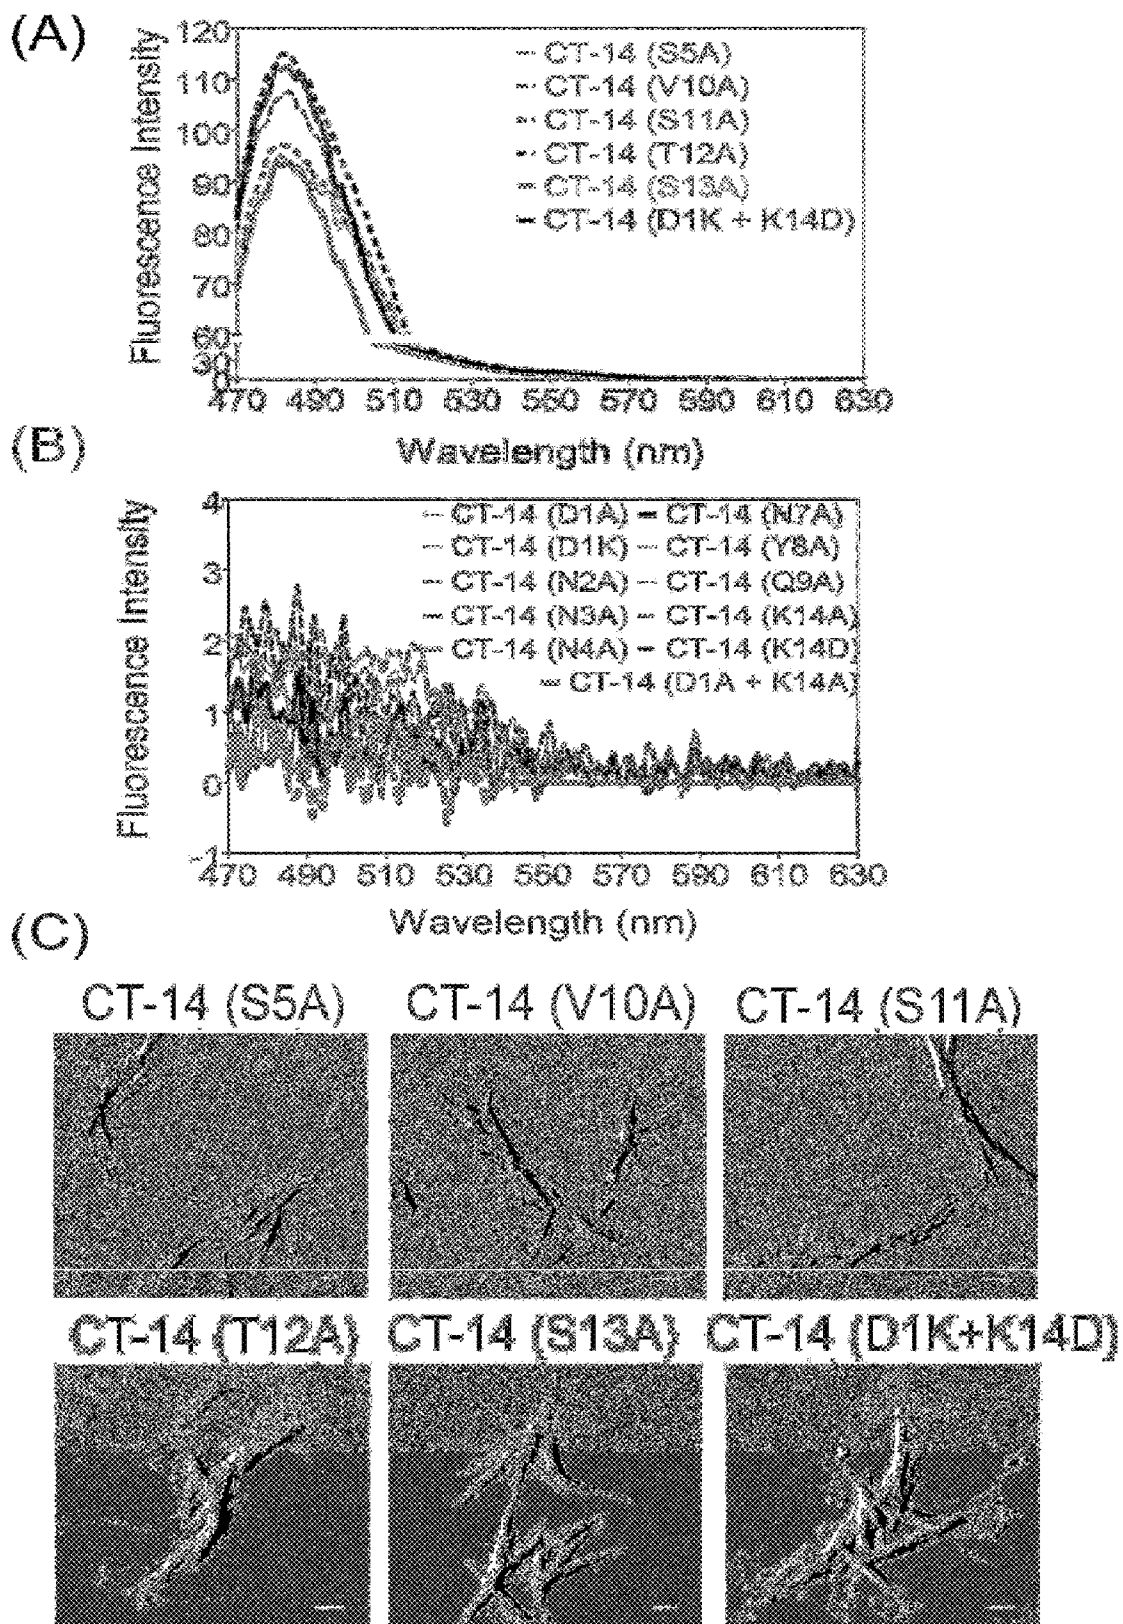 (A)
Fluorescence Intensity
120
110
100
90
80
70
60
30
0
CT-14 (S5A)
CT-14 (V10A)
CT-14 (S11A)
CT-14 (T12A)
CT-14 (S13A)
CT-14 (D1K + K14D)
470 490 510 530 550 570 590 610 630
Wavelength (nm)
(B)
Fluorescence Intensity
4
3
2
1
0
-1
CT-14 (D1A) CT-14 (N7A)
CT-14 (D1K) CT-14 (Y8A)
CT-14 (N2A) CT-14 (Q9A)
CT-14 (N3A) CT-14 (K14A)
CT-14 (N4A) CT-14 (K14D)
CT-14 (D1A + K14A)
470 490 510 530 550 570 590 610 630
Wavelength (nm)
(C)
CT-14 (S5A) CT-14 (V10A) CT-14 (S11A)
CT-14 (T12A) CT-14 (S13A) CT-14 (D1K+K14D)